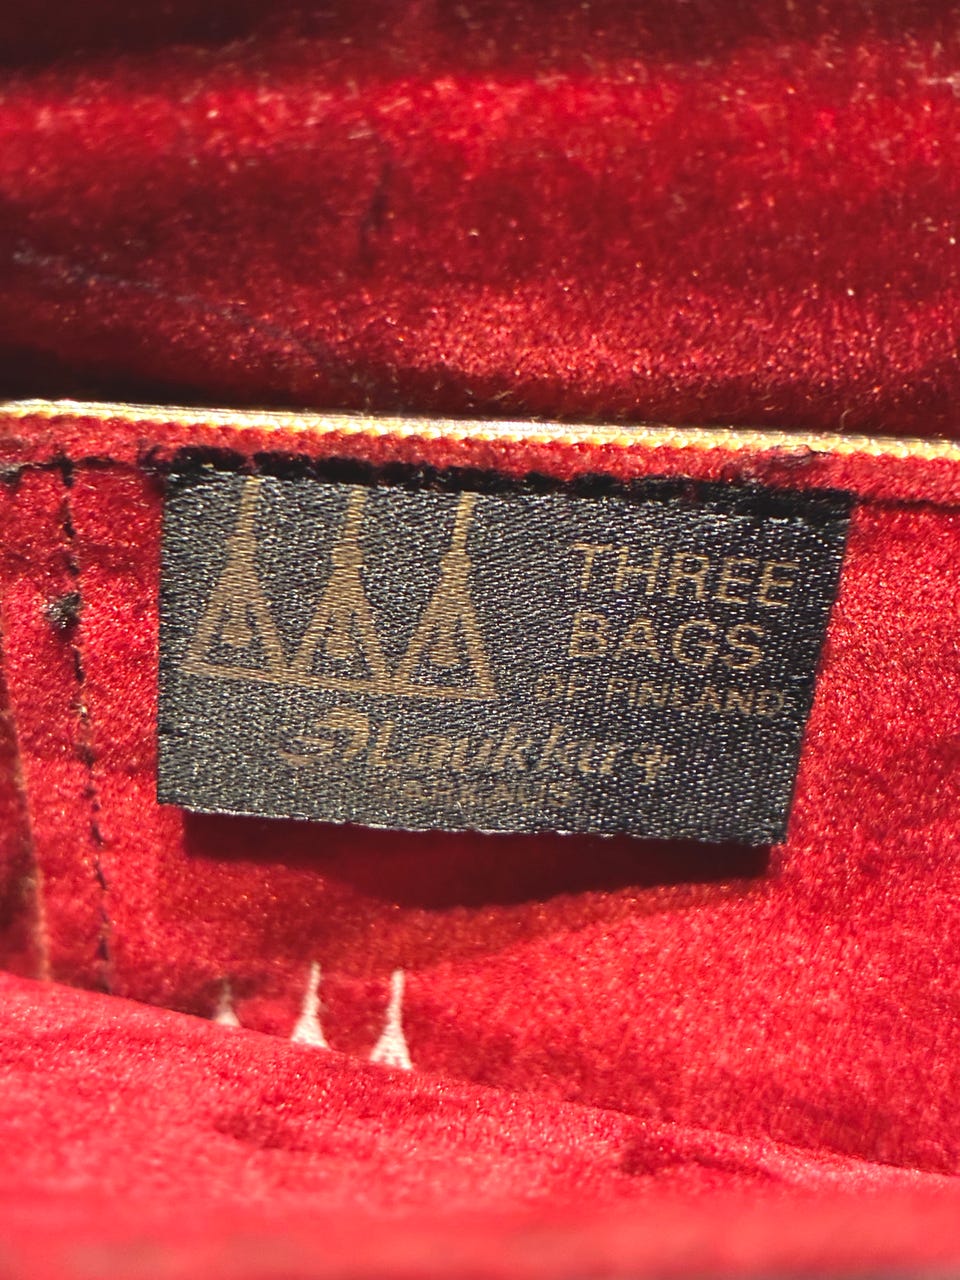 THREE
BAGS
OF FINLAND
Laukku